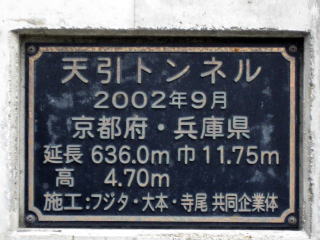 天引トンネル
2002年9月
京都府・兵庫県
延長 636.0m 巾 11.75m
高 4.70m
施工:フジタ・大本・寺尾 共同企業体